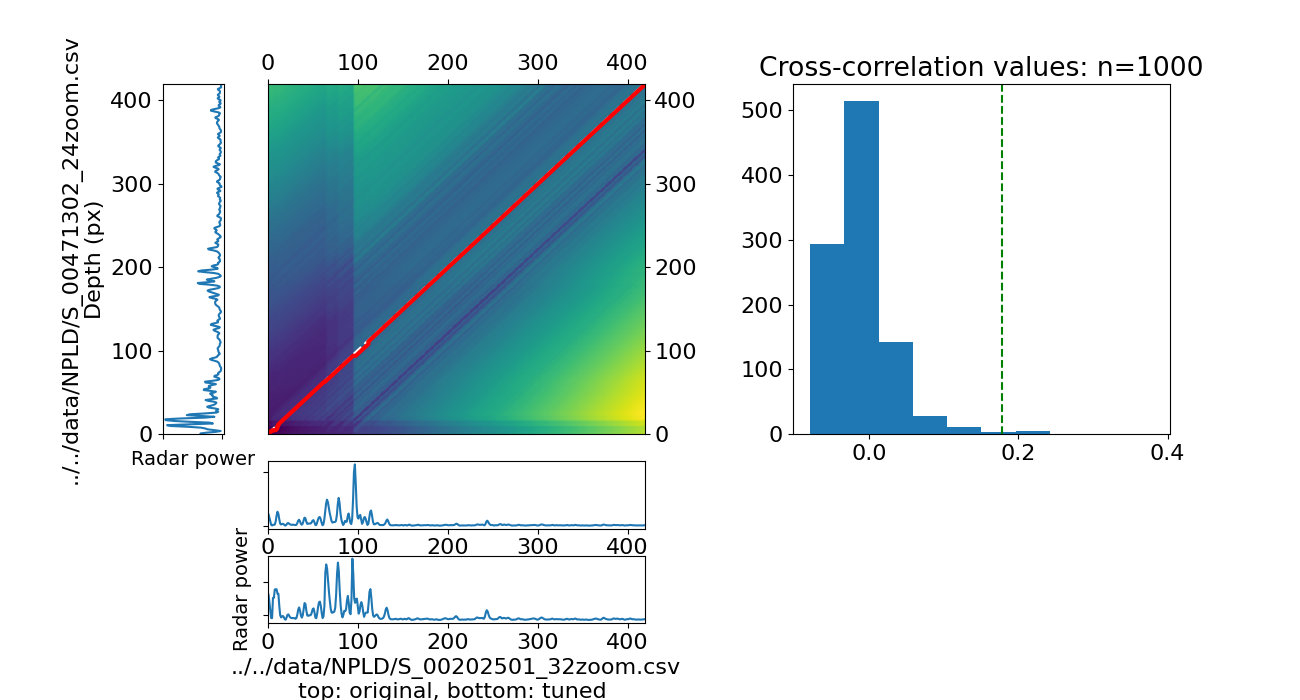 ../../data/NPLD/S_00471302_24zoom.csv
Depth (px)
400
300
200
100
0
Radar power
0 100 200 300 400
400
300
200
100
0
0 100 200 300 400
Radar power
0 100 200 300 400
../../data/NPLD/S_00202501_32zoom.csv
top: original, bottom: tuned
Cross-correlation values: n=1000
500
400
300
200
100
0
0.0 0.2 0.4